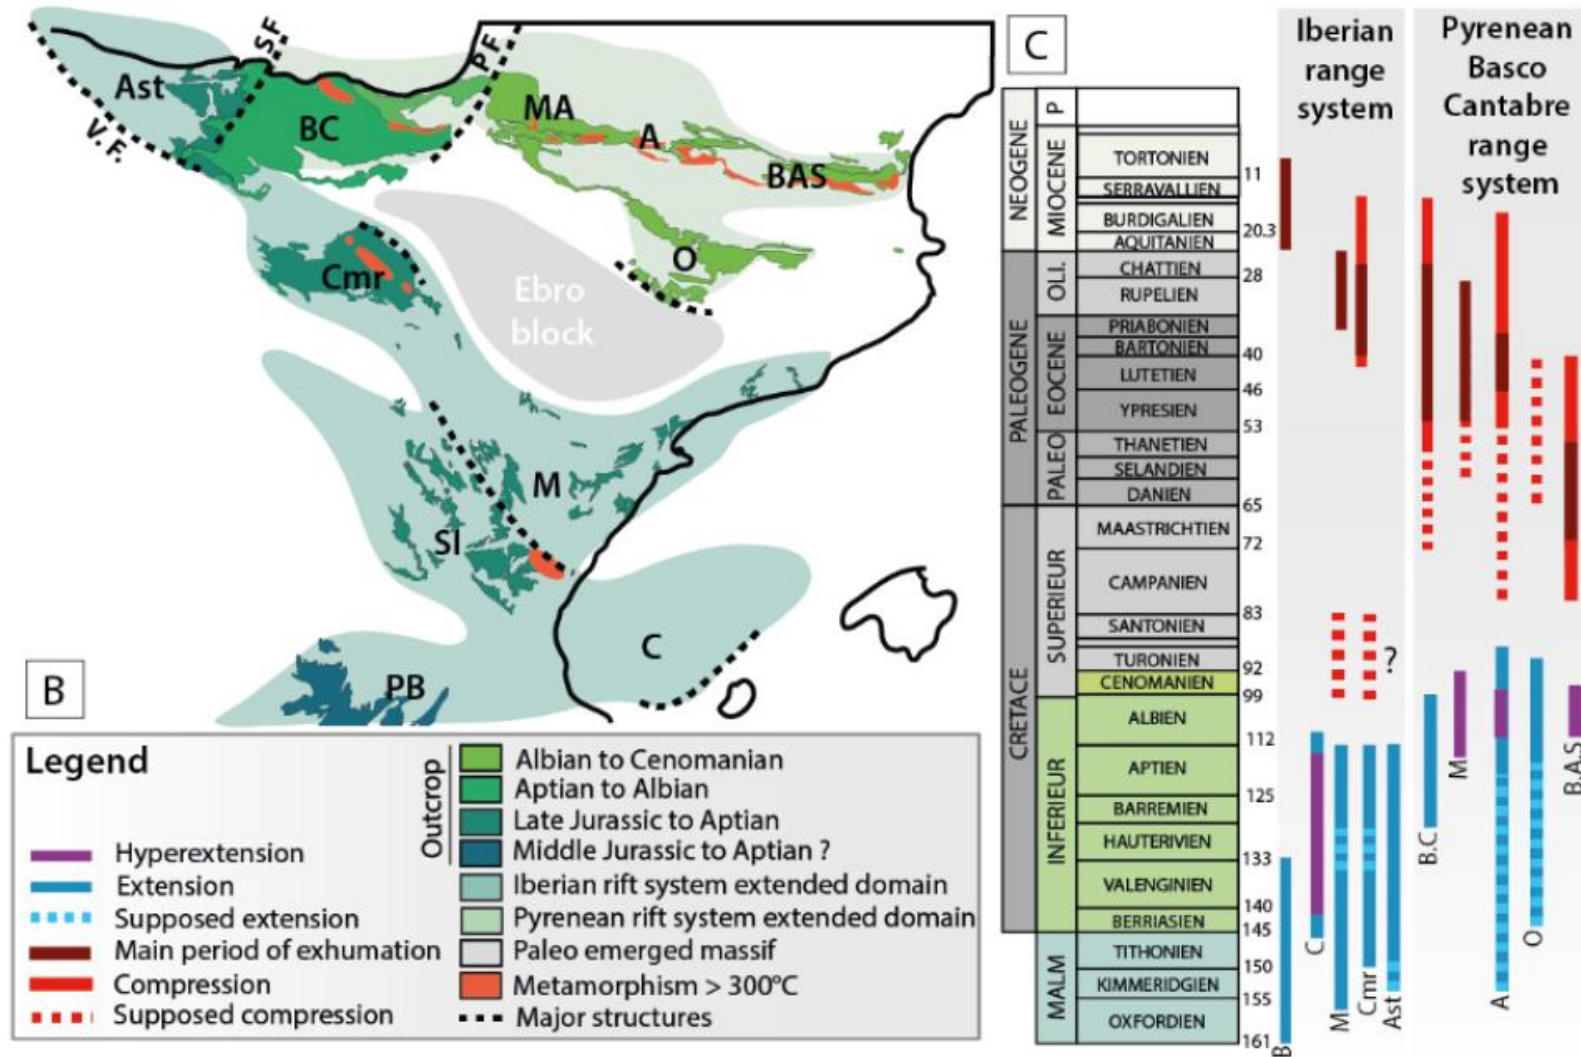 Ast
V. F.
S F
BC
P F
MA
A
BAS
Cmr
O
Ebro
block
M
SI
C
PB
B
Legend
Hyperextension
Extension
Supposed extension
Main period of exhumation
Compression
Supposed compression
Outcrop
Albian to Cenomanian
Aptian to Albian
Late Jurassic to Aptian
Middle Jurassic to Aptian ?
Iberian rift system extended domain
Pyrenean rift system extended domain
Paleo emerged massif
Metamorphism > 300°C
Major structures
C
Iberian
range
system
Pyrenean
Basco
Cantabre
range
system
NEOGENE
PALEOGENE
CRETACE
P
MIOCENE
OLI.
EOCENE
PALEO
SUPERIEUR
INFERIEUR
MALM
TORTONIEN
SERRAVALLIEN
BURDIGALIEN
AQUITANIEN
CHATTIEN
RUPELIEN
PRIABONIEN
BARTONIEN
LUTETIEN
YPRESIEN
THANETIEN
SELANDIEN
DANIEN
MAASTRICHTIEN
CAMPANIEN
SANTONIEN
TURONIEN
CENOMANIEN
ALBIEN
APTIEN
BARREMIEN
HAUTERIVIEN
VALENGINIEN
BERRIASIEN
TITHONIEN
KIMMERIDGIEN
OXFORDIEN
11
20.3
28
40
46
53
65
72
83
92
99
112
125
133
140
145
150
155
161
?
B
C
M
Cmr
Ast
B.C
M
A
O
B.A.S